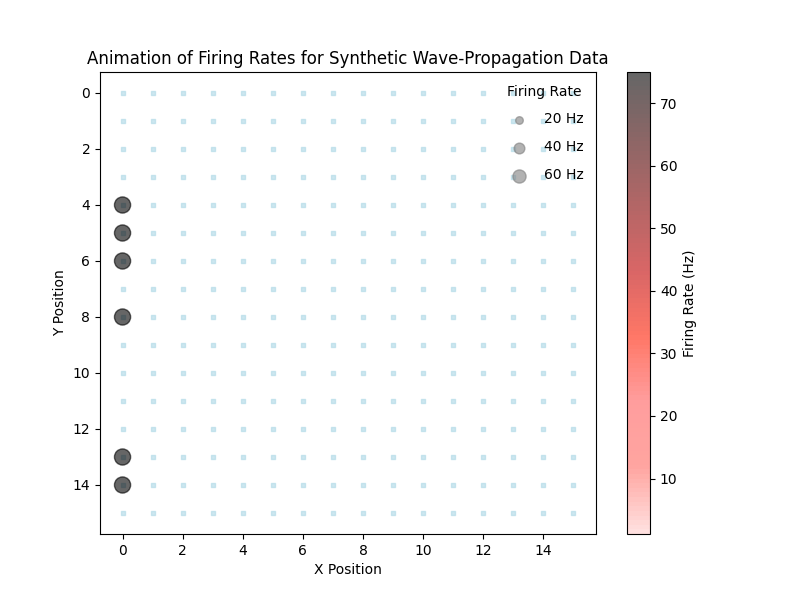 Animation of Firing Rates for Synthetic Wave-Propagation Data
Firing Rate
20 Hz
40 Hz
60 Hz
0
2
4
6
8
10
12
14
Y Position
0 2 4 6 8 10 12 14
X Position
70
60
50
40
30
20
10
Firing Rate (Hz)